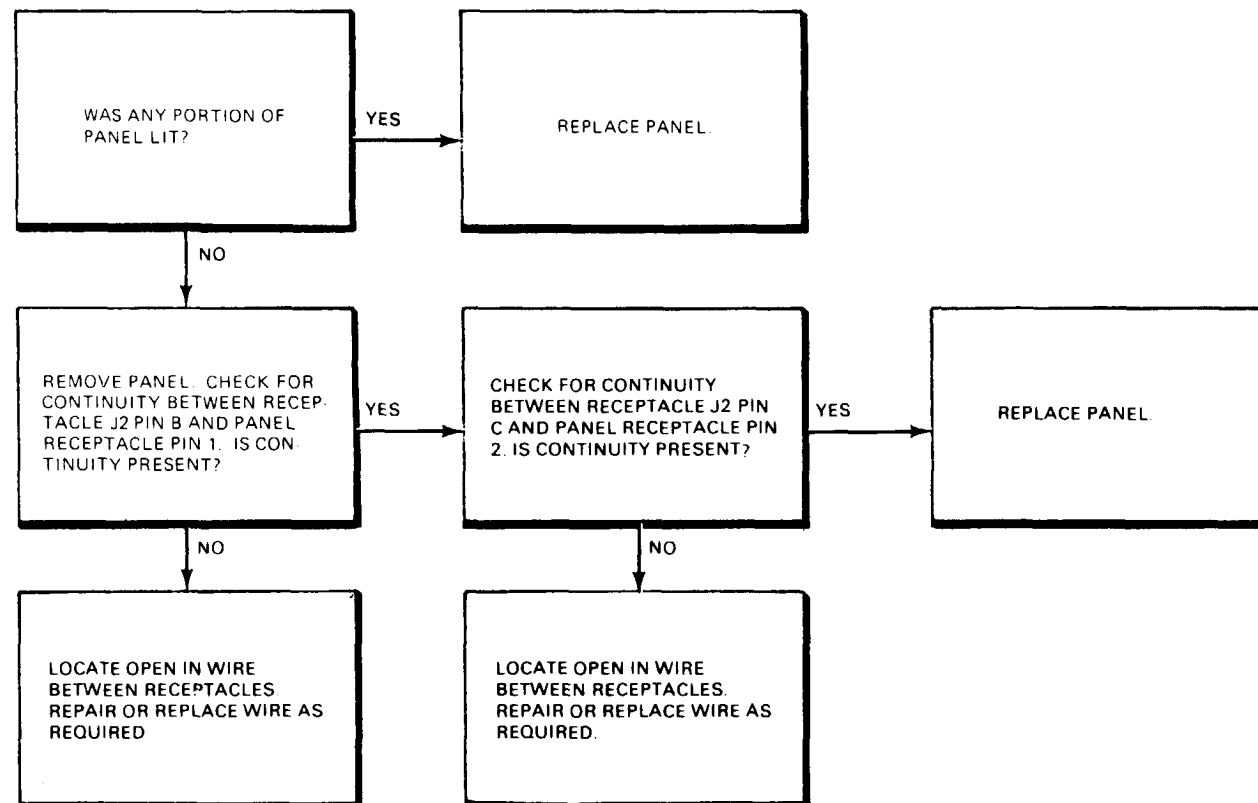 WAS ANY PORTION OF
PANEL LIT?
YES
REPLACE PANEL.
NO
REMOVE PANEL. CHECK FOR
CONTINUITY BETWEEN RECEP-
TACLE J2 PIN B AND PANEL
RECEPTACLE PIN 1. IS CON-
TINUITY PRESENT?
YES
CHECK FOR CONTINUITY
BETWEEN RECEPTACLE J2 PIN
C AND PANEL RECEPTACLE PIN
2. IS CONTINUITY PRESENT?
YES
REPLACE PANEL.
NO
NO
LOCATE OPEN IN WIRE
BETWEEN RECEPTACLES.
REPAIR OR REPLACE WIRE AS
REQUIRED
LOCATE OPEN IN WIRE
BETWEEN RECEPTACLES.
REPAIR OR REPLACE WIRE AS
REQUIRED.